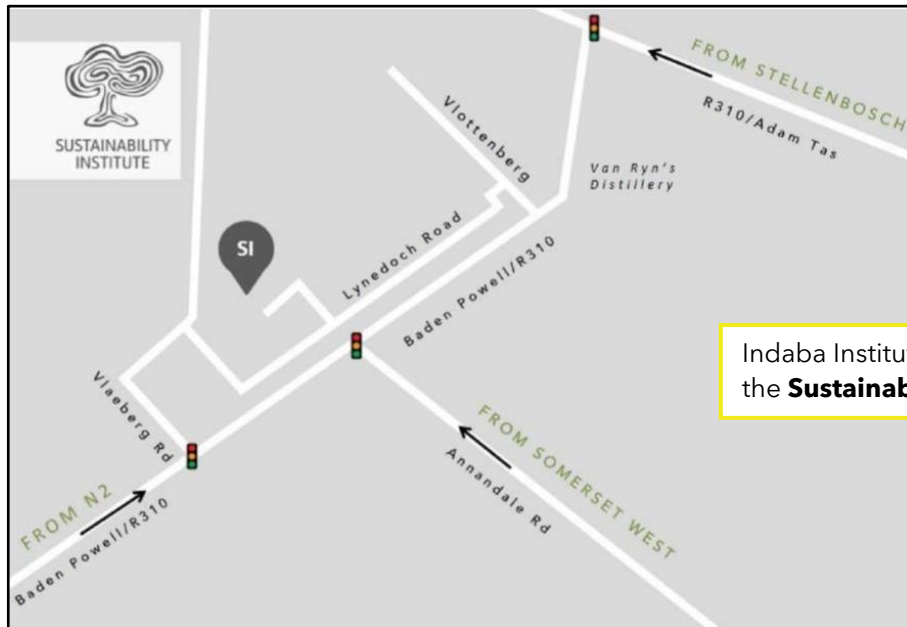 SUSTAINABILITY
INSTITUTE
FROM STELLENBOSCH
R310/Adam Tas
Vlottenberg
Van Ryn's
Distillery
SI
Lynedoch Road
Baden Powell/R310
Vlaeberg Rd
FROM N2
Baden Powell/R310
FROM SOMERSET WEST
Annandale Rd
Indaba Institu
the Sustainab